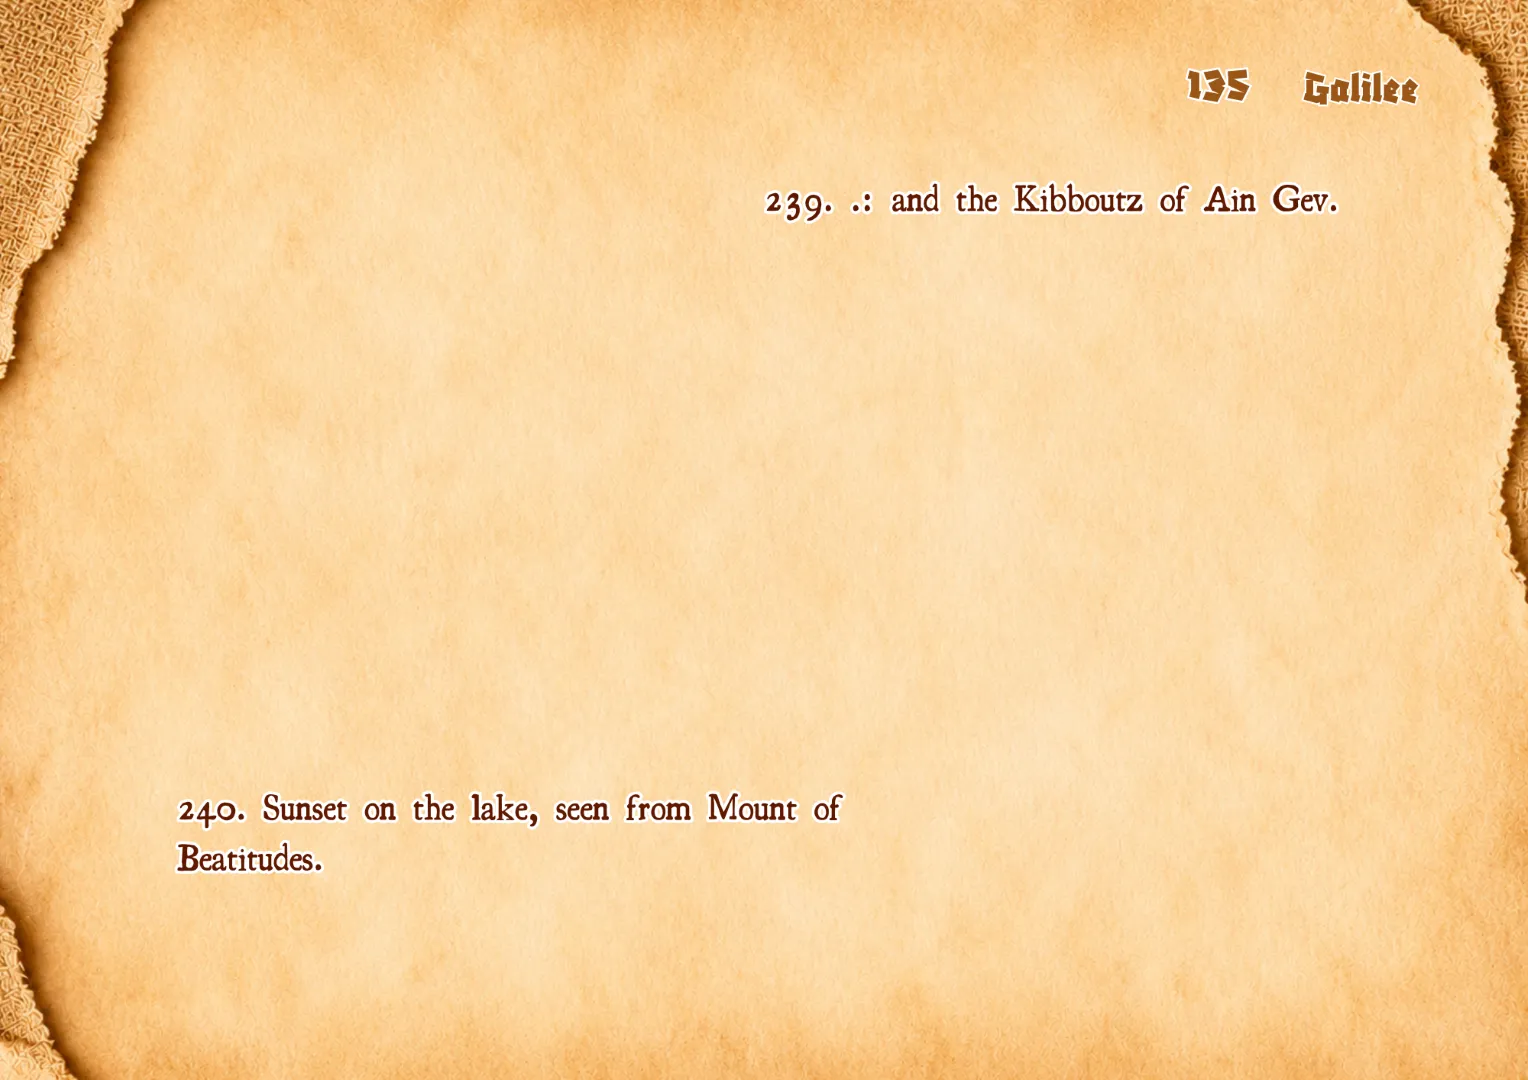 135 Galilee
239. .: and the Kibboutz of Ain Gev.
240. Sunset on the lake, seen from Mount of
Beatitudes.